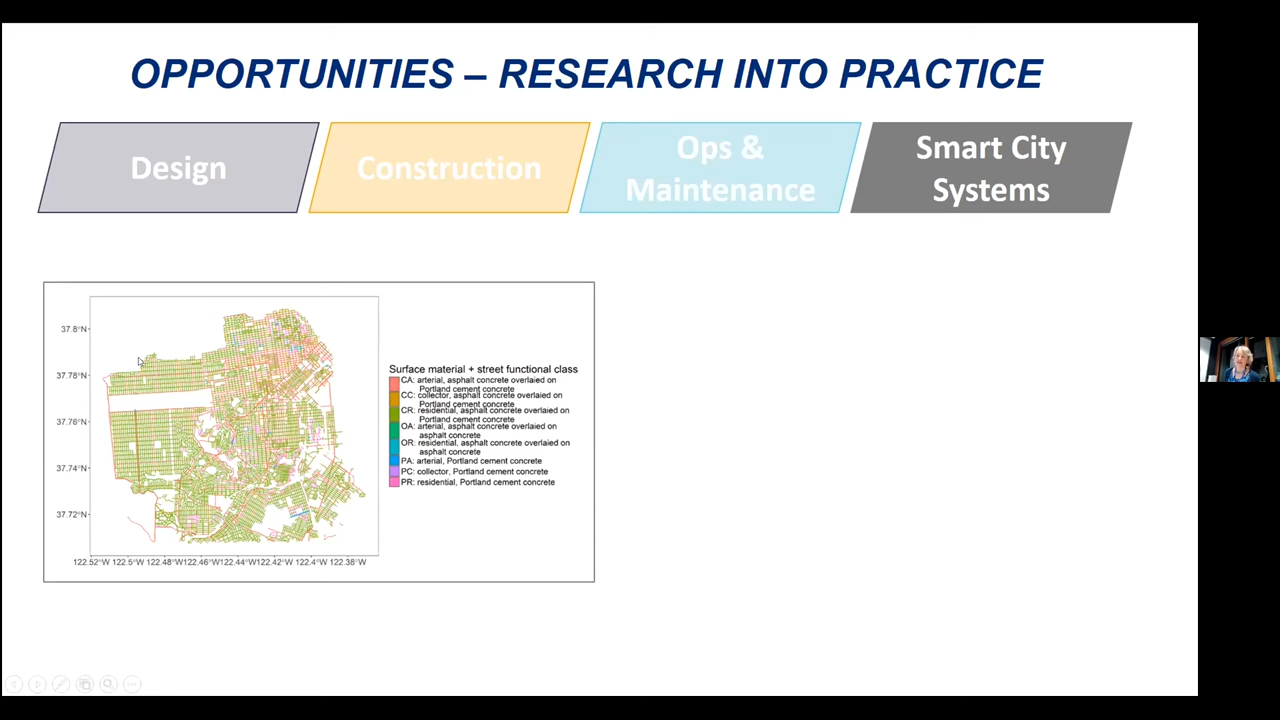 OPPORTUNITIES – RESEARCH INTO PRACTICE
Design
Construction
Ops &
Maintenance
Smart City
Systems
37.8°N
37.78°N
37.76°N
37.74°N
37.72°N
122.52°W 122.5°W 122.48°W 122.46°W 122.44°W 122.42°W 122.4°W 122.38°W
Surface material + street functional class
CA: arterial, asphalt concrete overlaied on
Portland cement concrete
CC: collector, asphalt concrete overlaied on
Portland cement concrete
CR: residential, asphalt concrete overlaied on
Portland cement concrete
OA: arterial, asphalt concrete overlaied on
asphalt concrete
OR: residential, asphalt concrete overlaied on
asphalt concrete
PA: arterial, Portland cement concrete
PC: collector, Portland cement concrete
PR: residential, Portland cement concrete